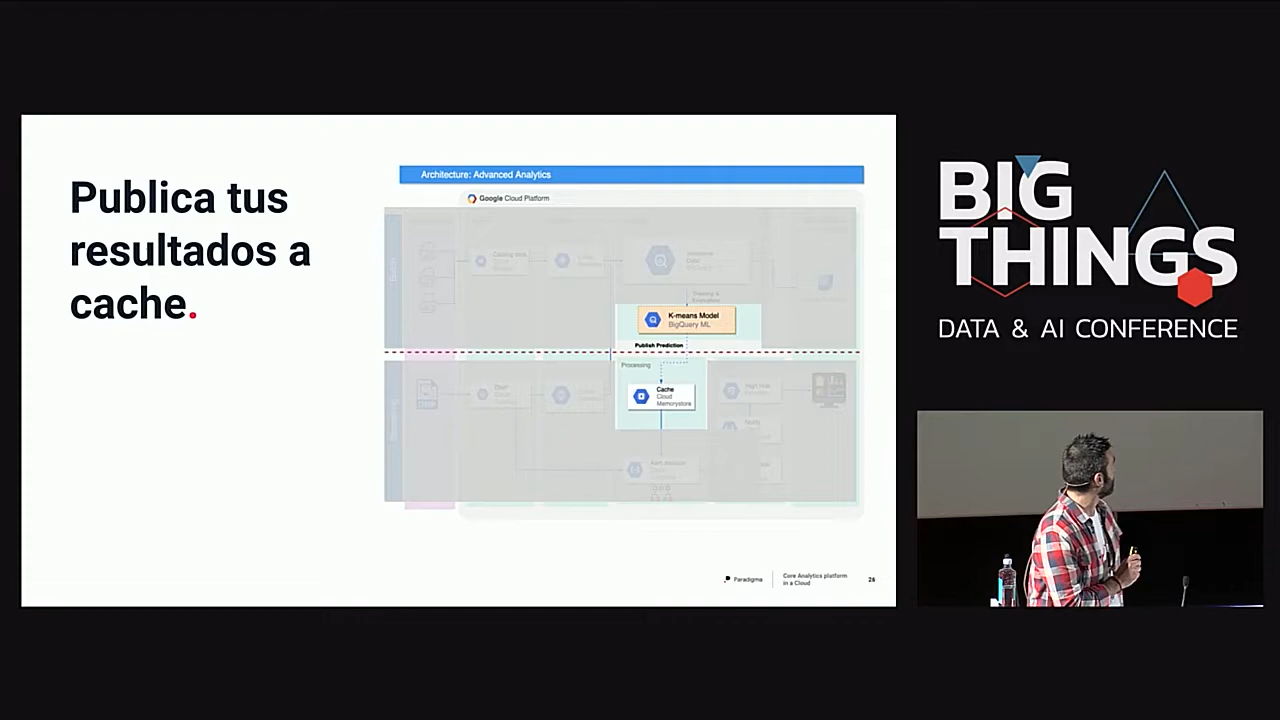 Publica tus
resultados a
cache.
Architecture: Advanced Analytics
Google Cloud Platform
K-means Model
BigQuery ML
Publish Prediction
Processing
Cache
Cloud
Memorystore
Paradigma
Core Analytics platform
in a Cloud
26
BIG
THINGS
DATA & AI CONFERENCE